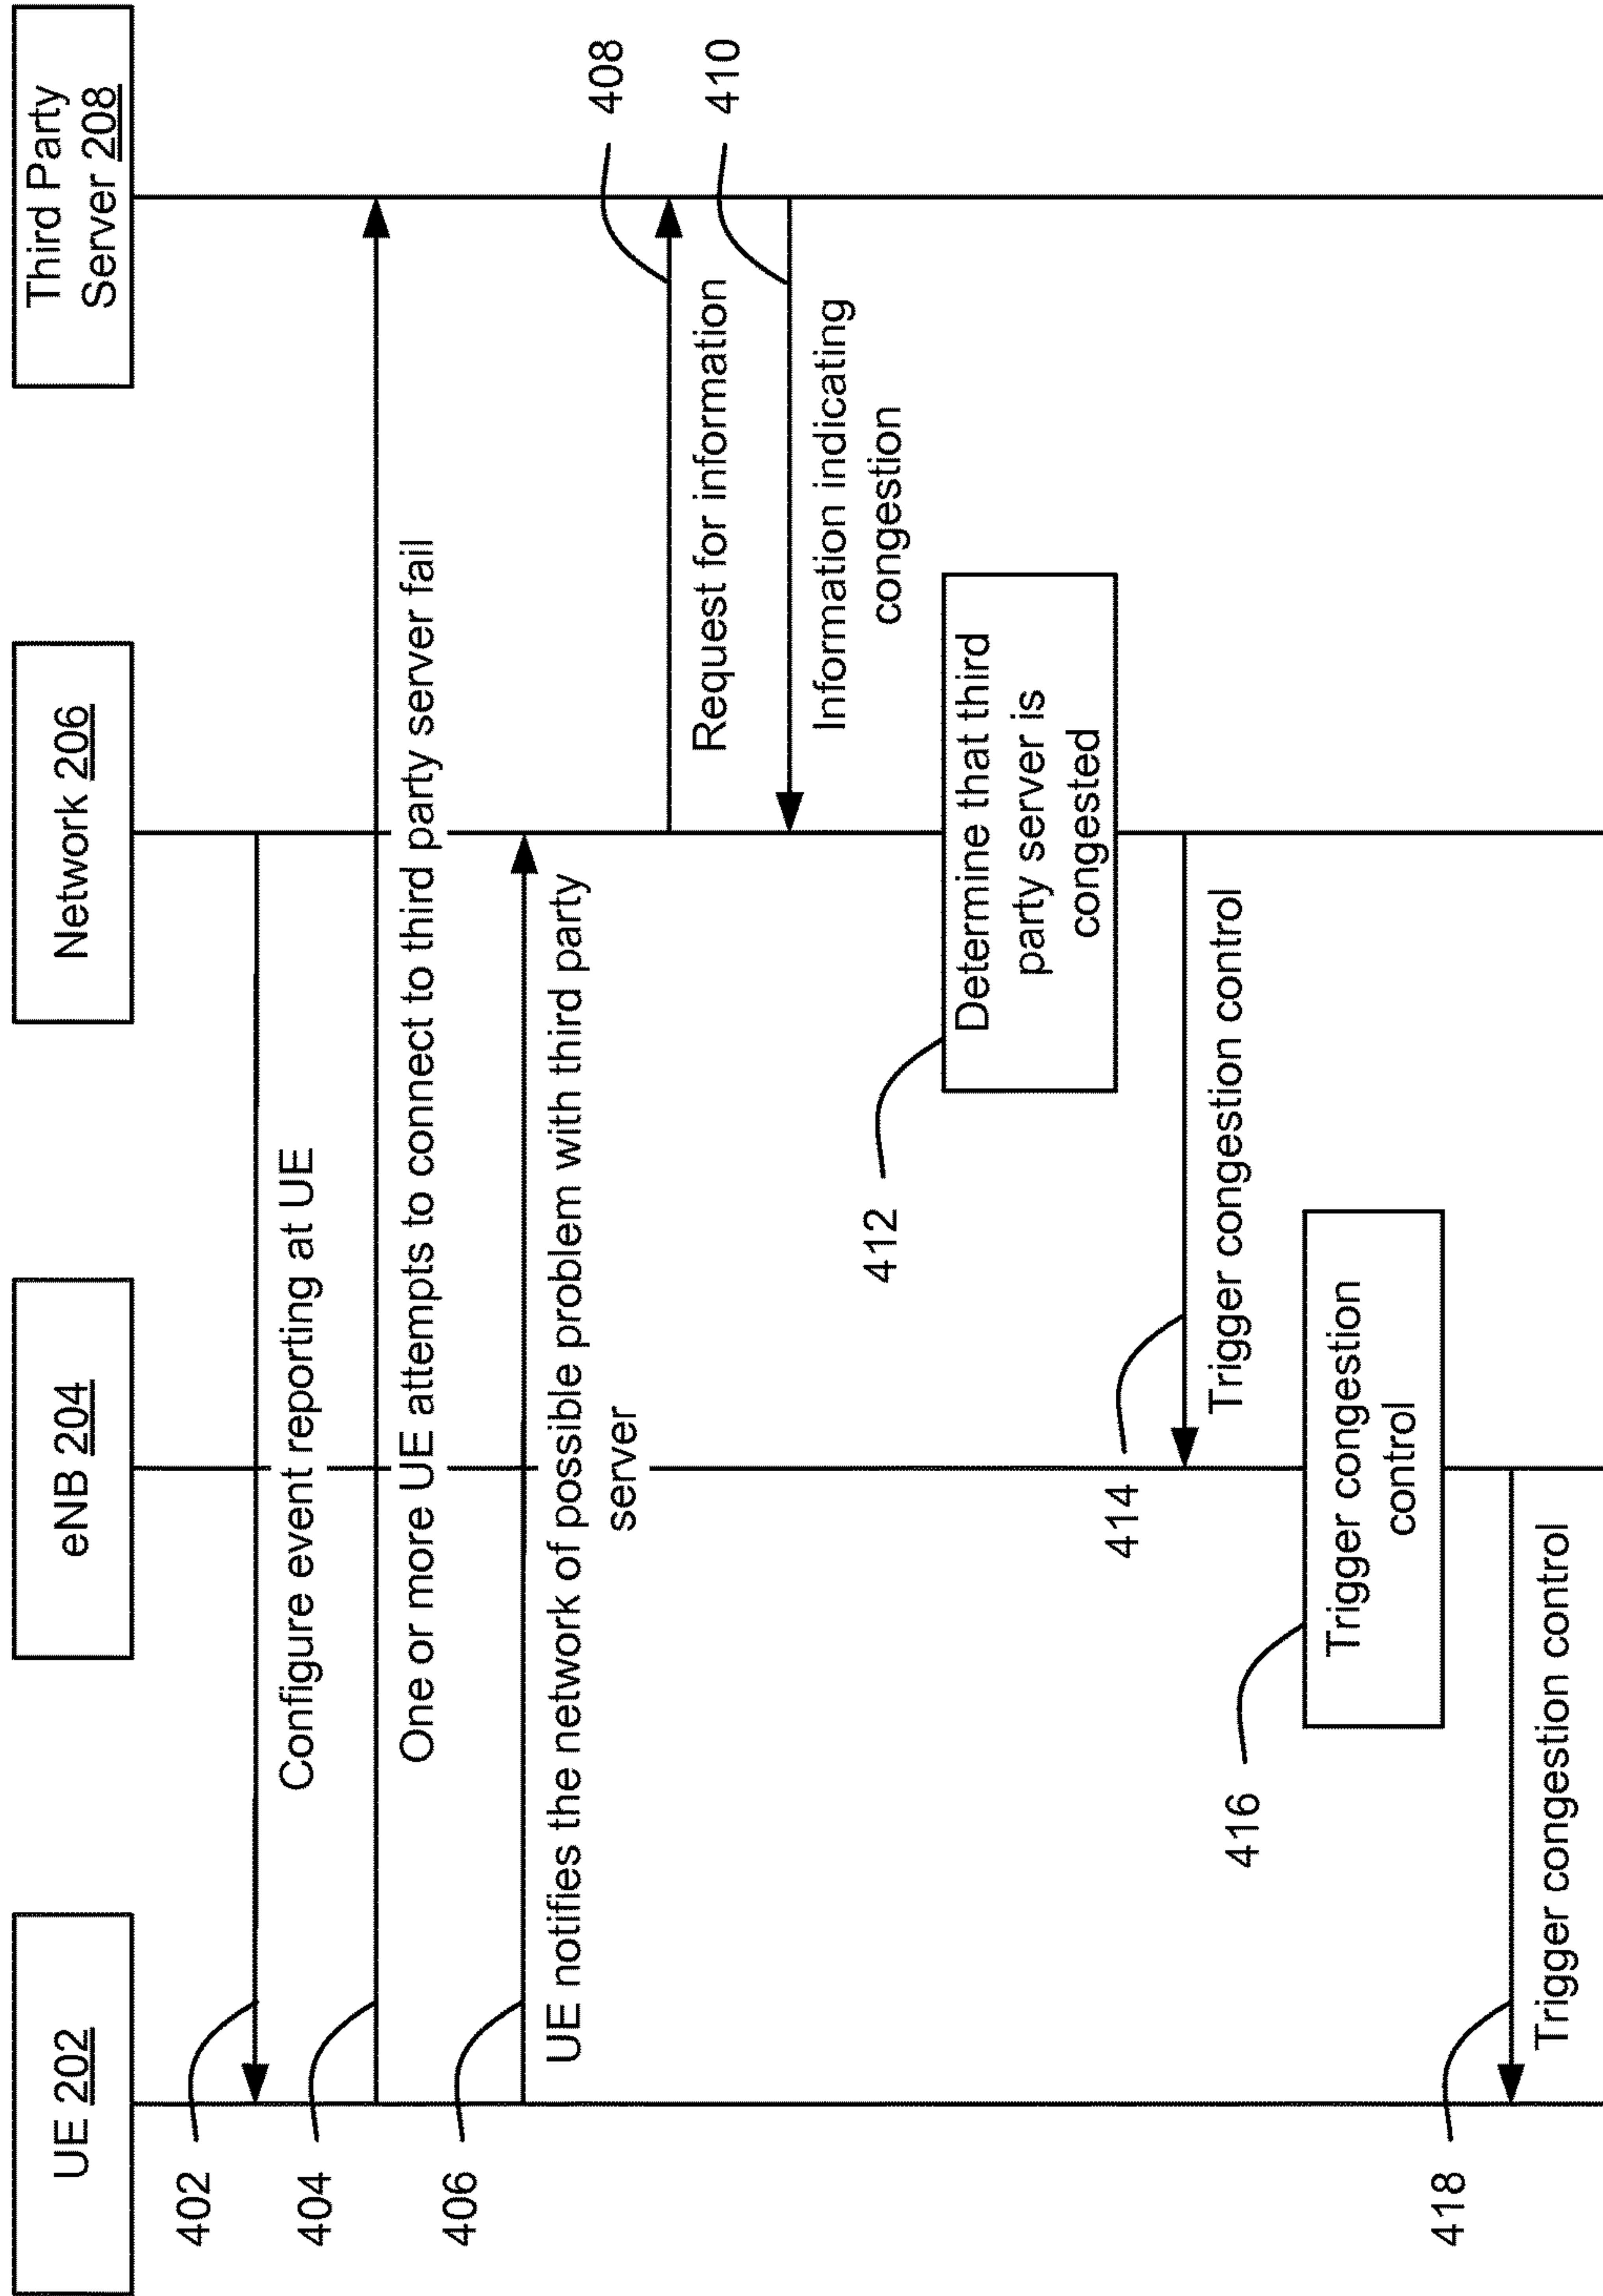 UE 202
eNB 204
Network 206
Third Party
Server 208
402
Configure event reporting at UE
404
One or more UE attempts to connect to third party server fail
406
UE notifies the network of possible problem with third party
server
408
Request for information
410
Information indicating
congestion
412
Determine that third
party server is
congested
414
Trigger congestion control
416
Trigger congestion
control
418
Trigger congestion control